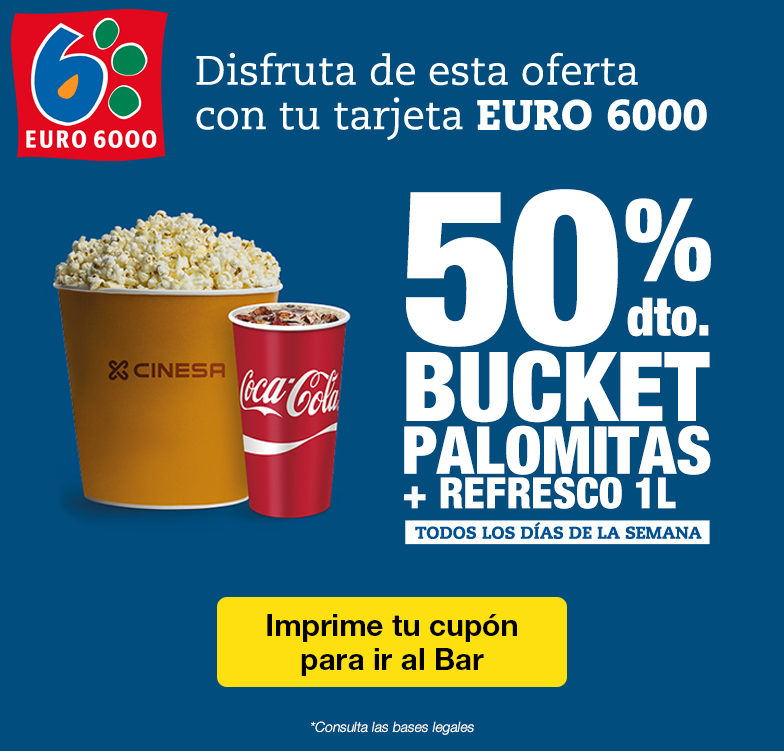 EURO 6000
Disfruta de esta oferta
con tu tarjeta EURO 6000
CINESA
Coca-Cola
50% dto.
BUCKET
PALOMITAS
+ REFRESCO 1L
TODOS LOS DÍAS DE LA SEMANA
Imprime tu cupón
para ir al Bar
*Consulta las bases legales